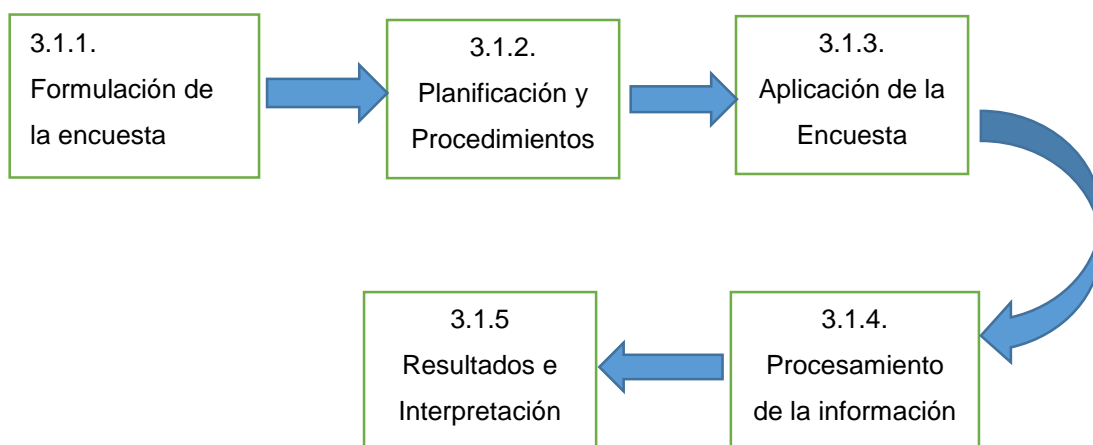 3.1.1.
Formulación de
la encuesta
3.1.2.
Planificación y
Procedimientos
3.1.3.
Aplicación de la
Encuesta
3.1.4.
Procesamiento
de la información
3.1.5
Resultados e
Interpretación